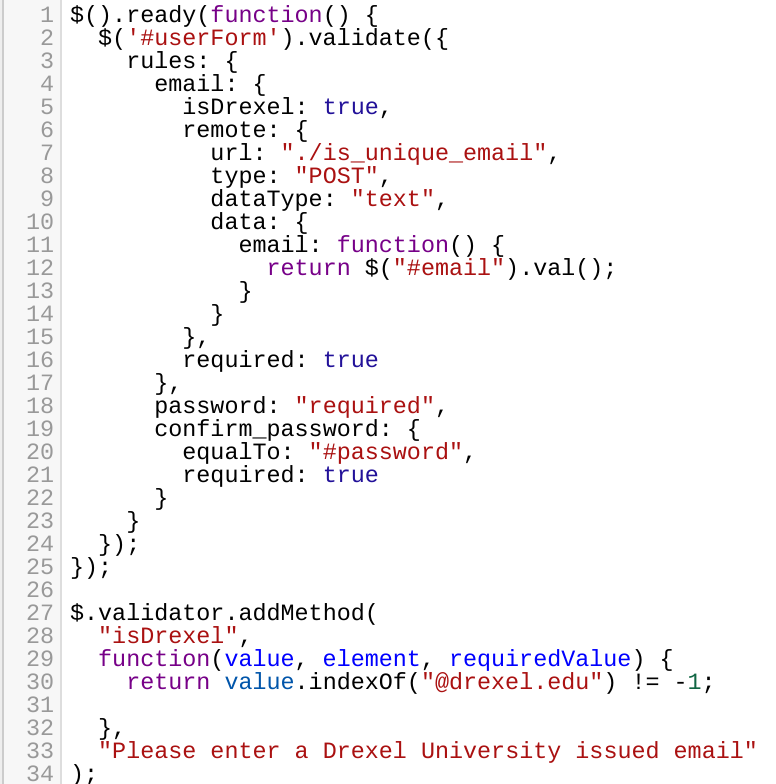 1 $().ready(function() {
2   $('#userForm').validate({
3     rules: {
4       email: {
5         isDrexel: true,
6         remote: {
7           url: "./is_unique_email",
8           type: "POST",
9           dataType: "text",
10           data: {
11             email: function() {
12               return $("#email").val();
13             }
14           }
15         },
16         required: true
17       },
18       password: "required",
19       confirm_password: {
20         equalTo: "#password",
21         required: true
22       }
23     }
24   });
25 });
26
27 $.validator.addMethod(
28   "isDrexel",
29   function(value, element, requiredValue) {
30     return value.indexOf("@drexel.edu") != -1;
31
32   },
33   "Please enter a Drexel University issued email"
34 );